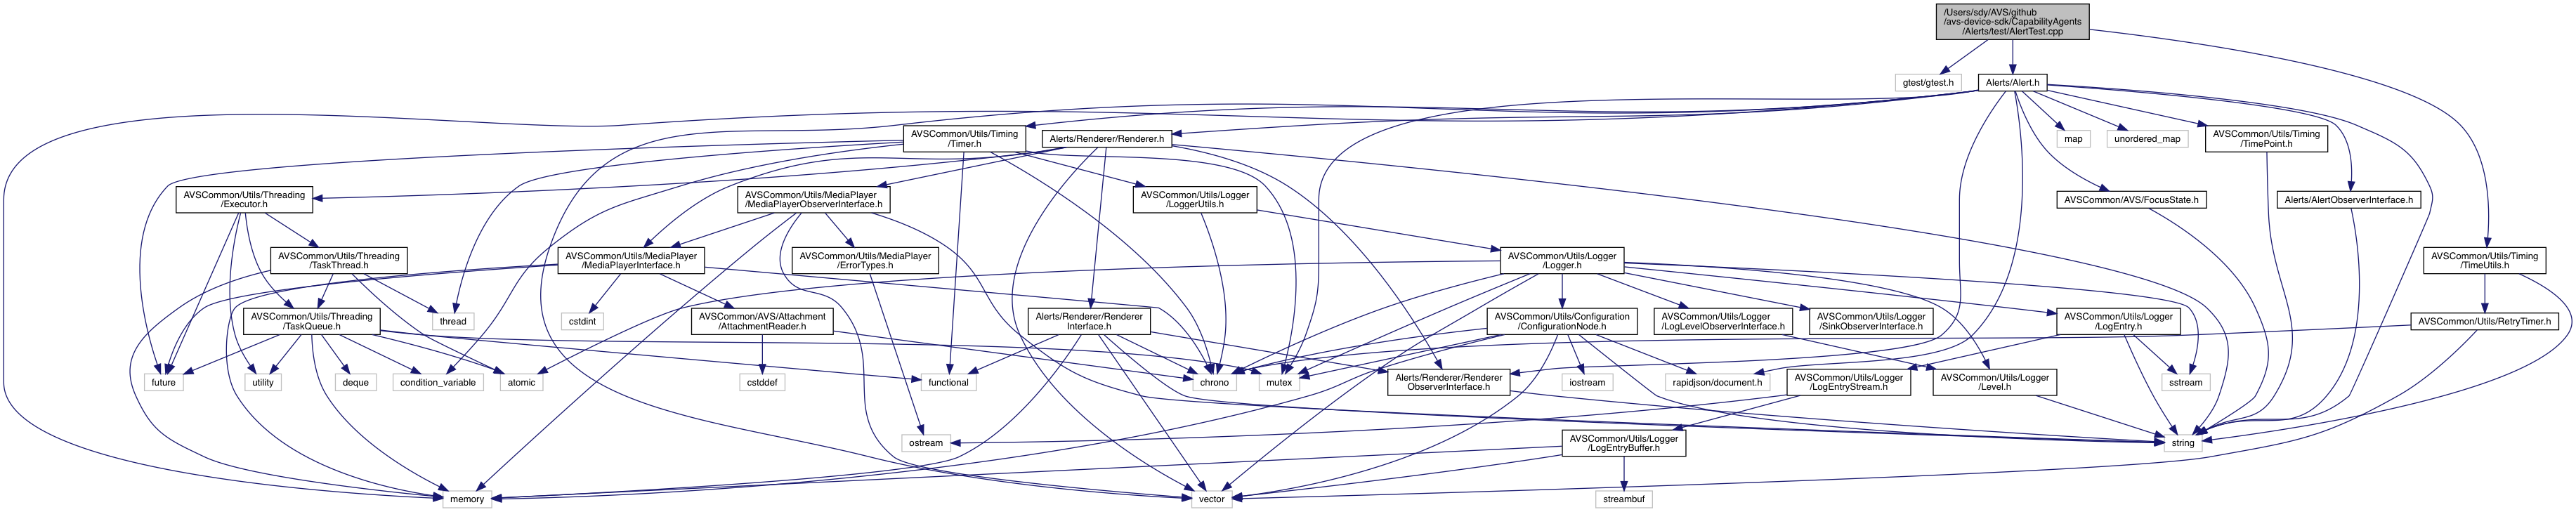 /Users/sdy/AVS/github
/avs-device-sdk/CapabilityAgents
/Alerts/test/AlertTest.cpp
gtest/gtest.h
Alerts/Alert.h
AVSCommon/Utils/Timing
/Timer.h
Alerts/Renderer/Renderer.h
map
unordered_map
AVSCommon/Utils/Timing
/TimePoint.h
AVSCommon/Utils/Threading
/Executor.h
AVSCommon/Utils/MediaPlayer
/MediaPlayerObserverInterface.h
AVSCommon/Utils/Logger
/LoggerUtils.h
AVSCommon/AVS/FocusState.h
Alerts/AlertObserverInterface.h
AVSCommon/Utils/Threading
/TaskThread.h
AVSCommon/Utils/MediaPlayer
/MediaPlayerInterface.h
AVSCommon/Utils/MediaPlayer
/ErrorTypes.h
AVSCommon/Utils/Logger
/Logger.h
AVSCommon/Utils/Timing
/TimeUtils.h
AVSCommon/Utils/Threading
/TaskQueue.h
thread
cstdint
AVSCommon/AVS/Attachment
/AttachmentReader.h
Alerts/Renderer/Renderer
Interface.h
AVSCommon/Utils/Configuration
/ConfigurationNode.h
AVSCommon/Utils/Logger
/LogLevelObserverInterface.h
AVSCommon/Utils/Logger
/SinkObserverInterface.h
AVSCommon/Utils/Logger
/LogEntry.h
AVSCommon/Utils/RetryTimer.h
future
utility
deque
condition_variable
atomic
cstddef
functional
chrono
mutex
Alerts/Renderer/Renderer
ObserverInterface.h
iostream
rapidjson/document.h
AVSCommon/Utils/Logger
/LogEntryStream.h
AVSCommon/Utils/Logger
/Level.h
sstream
ostream
AVSCommon/Utils/Logger
/LogEntryBuffer.h
string
memory
vector
streambuf